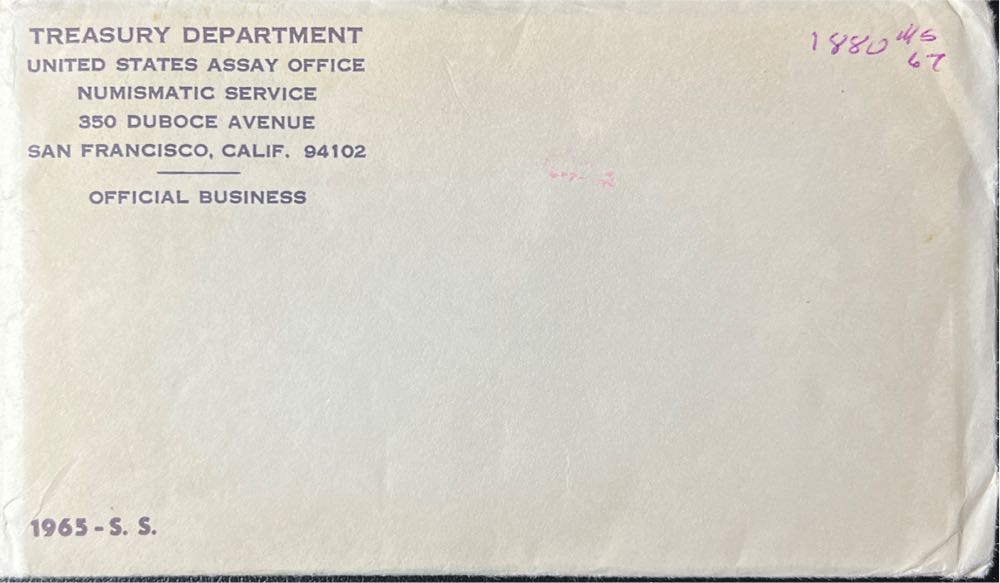 TREASURY DEPARTMENT
UNITED STATES ASSAY OFFICE
NUMISMATIC SERVICE
350 DUBOCE AVENUE
SAN FRANCISCO, CALIF. 94102
OFFICIAL BUSINESS
1880 MS
67
1965 - S. S.